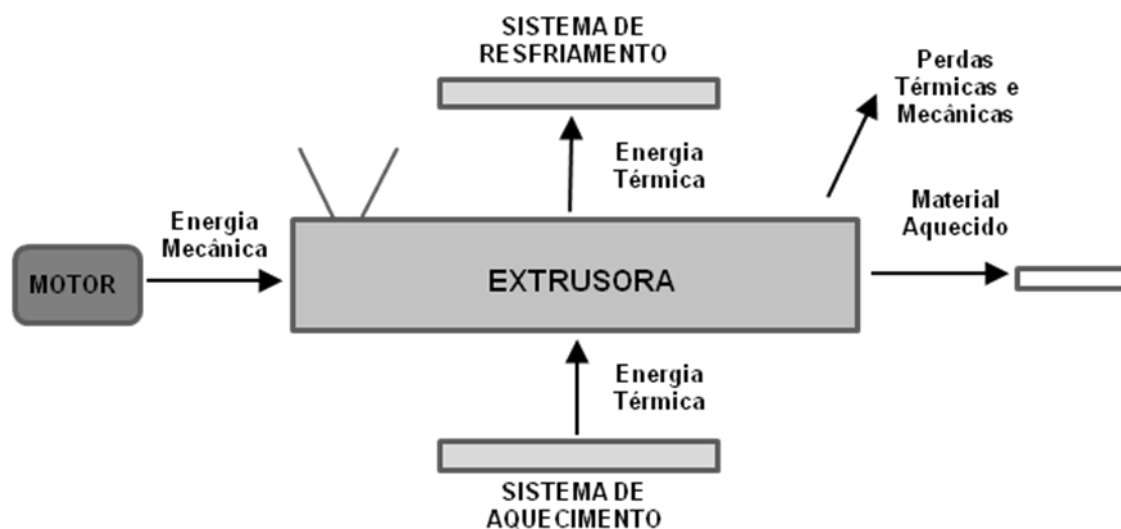 SISTEMA DE
RESFRIAMENTO
Perdas
Térmicas e
Mecânicas
Energia
Térmica
Energia
Mecânica
Material
Aquecido
MOTOR
EXTRUSORA
Energia
Térmica
SISTEMA DE
AQUECIMENTO